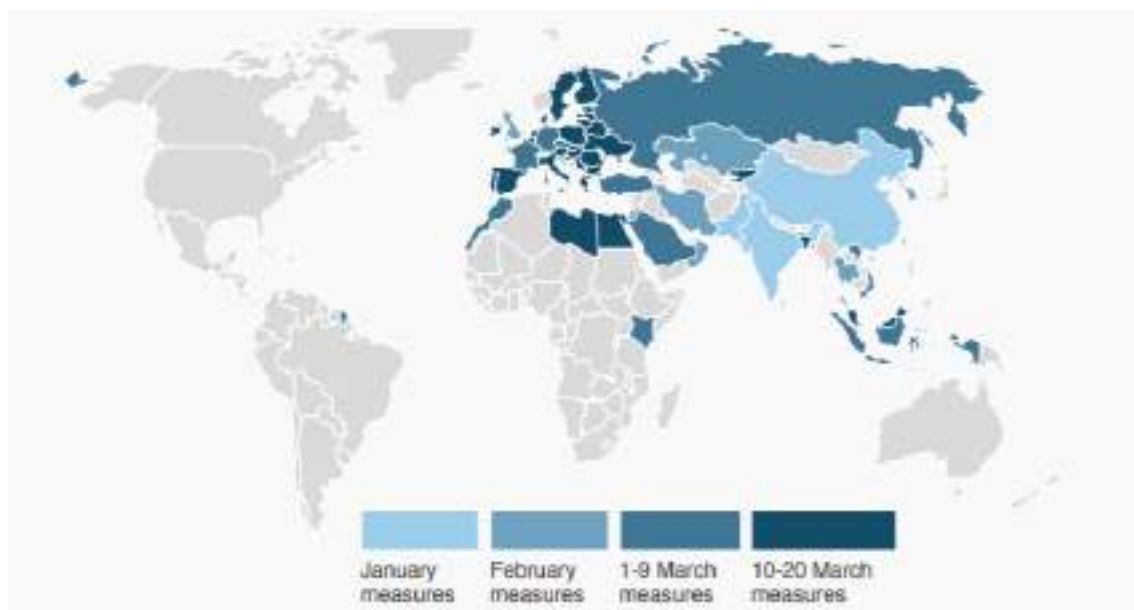 January
measures
February
measures
1-9 March
measures
10-20 March
measures